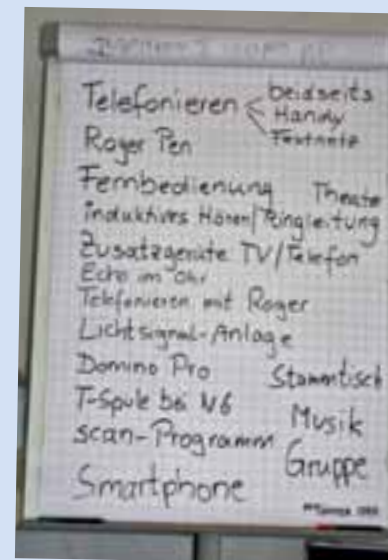 Telefonieren < beidseits
Handy
Festnetz
Roger Pen
Fernbedienung Theater
induktives Hören/Ringleitung
Zusatzgeräte TV/Telefon
Echo im Ohr
Telefonieren mit Roger
Lichtsignal-Anlage
Domino Pro Stammtisch
T-Spule bei N6
Musik
scan-Programm
Gruppe
Smartphone